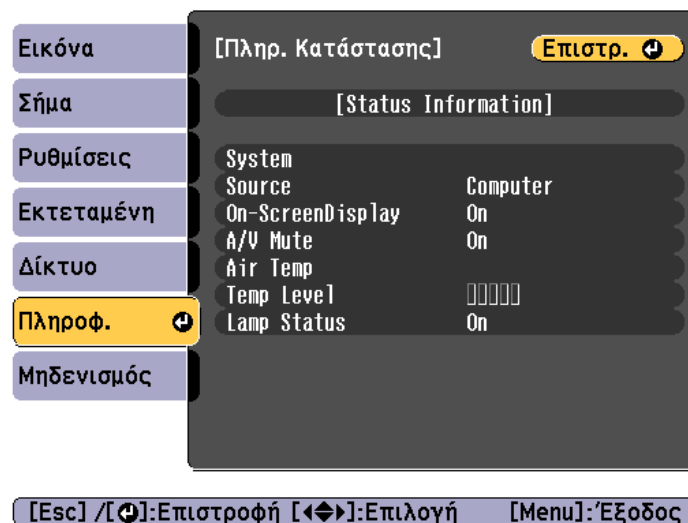 Εικόνα
Σήμα
Ρυθμίσεις
Εκτεταμένη
Δίκτυο
Πληροφ.
Μηδενισμός
[Πληρ. Κατάστασης] Επιστρ.
[Status Information]
System
Source Computer
On-ScreenDisplay On
A/V Mute On
Air Temp
Temp Level
Lamp Status On
[Esc] /[ ]:Επιστροφή [ ]:Επιλογή [Menu]:Έξοδος